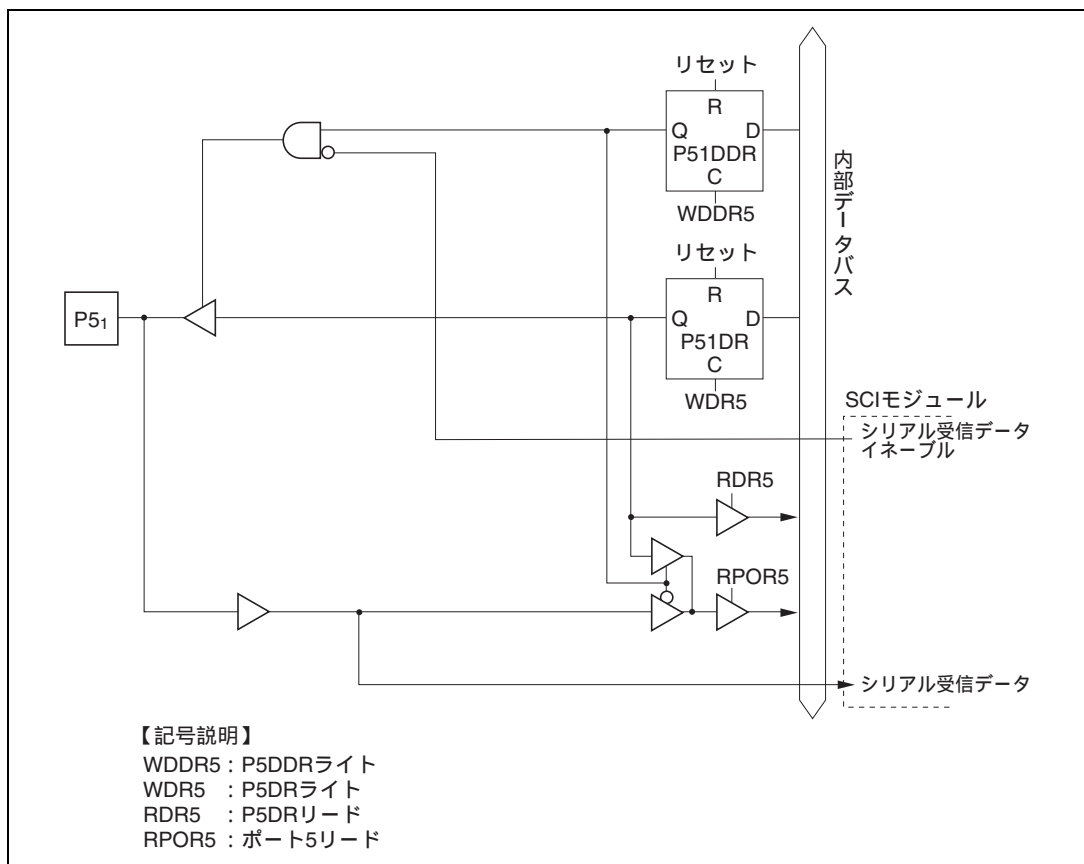 リセット
R
Q D
P51DDR
C
WDDR5
内部データバス
リセット
R
P5₁
Q D
P51DR
C
WDR5
SCIモジュール
シリアル受信データ
イネーブル
RDR5
RPOR5
シリアル受信データ
【記号説明】
WDDR5 : P5DDRライト
WDR5 : P5DRライト
RDR5 : P5DRリード
RPOR5 : ポート5リード